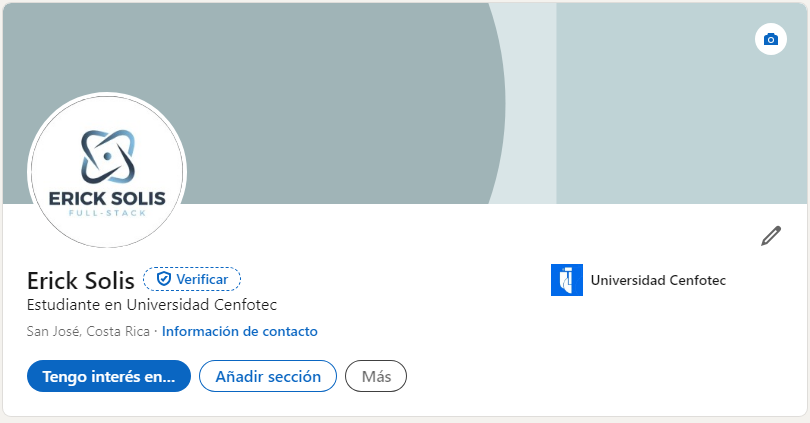 ERICK SOLIS
FULL-STACK
Erick Solis
Verificar
Universidad Cenfotec
Estudiante en Universidad Cenfotec
San José, Costa Rica · Información de contacto
Tengo interés en...
Añadir sección
Más